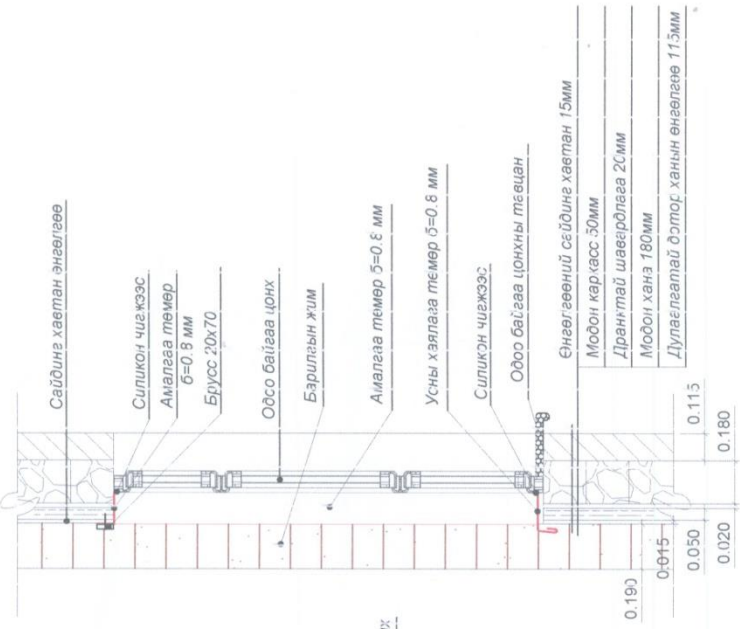 Сайдинг хавтан өнгөлгөө
Силикон чигжээс
Амалгаа төмөр
б=0.8 мм
Брусс 20x70
Одоо байгаа цонх
Барилгын жим
Амалгаа төмөр б=0.8 мм
Усны хаялага төмөр б=0.8 мм
Силикон чигжээс
Одоо байгаа цонхны тавцан
Өнгөлгөөний сайдинг хавтан 15мм
Модон каркасс 50мм
Дранктай шавардлага 20мм
Модон хана 180мм
Дулаалгатай дотор ханын өнгөлгөө 115мм
0.115
0.180
0.015
0.050
0.020
0.190